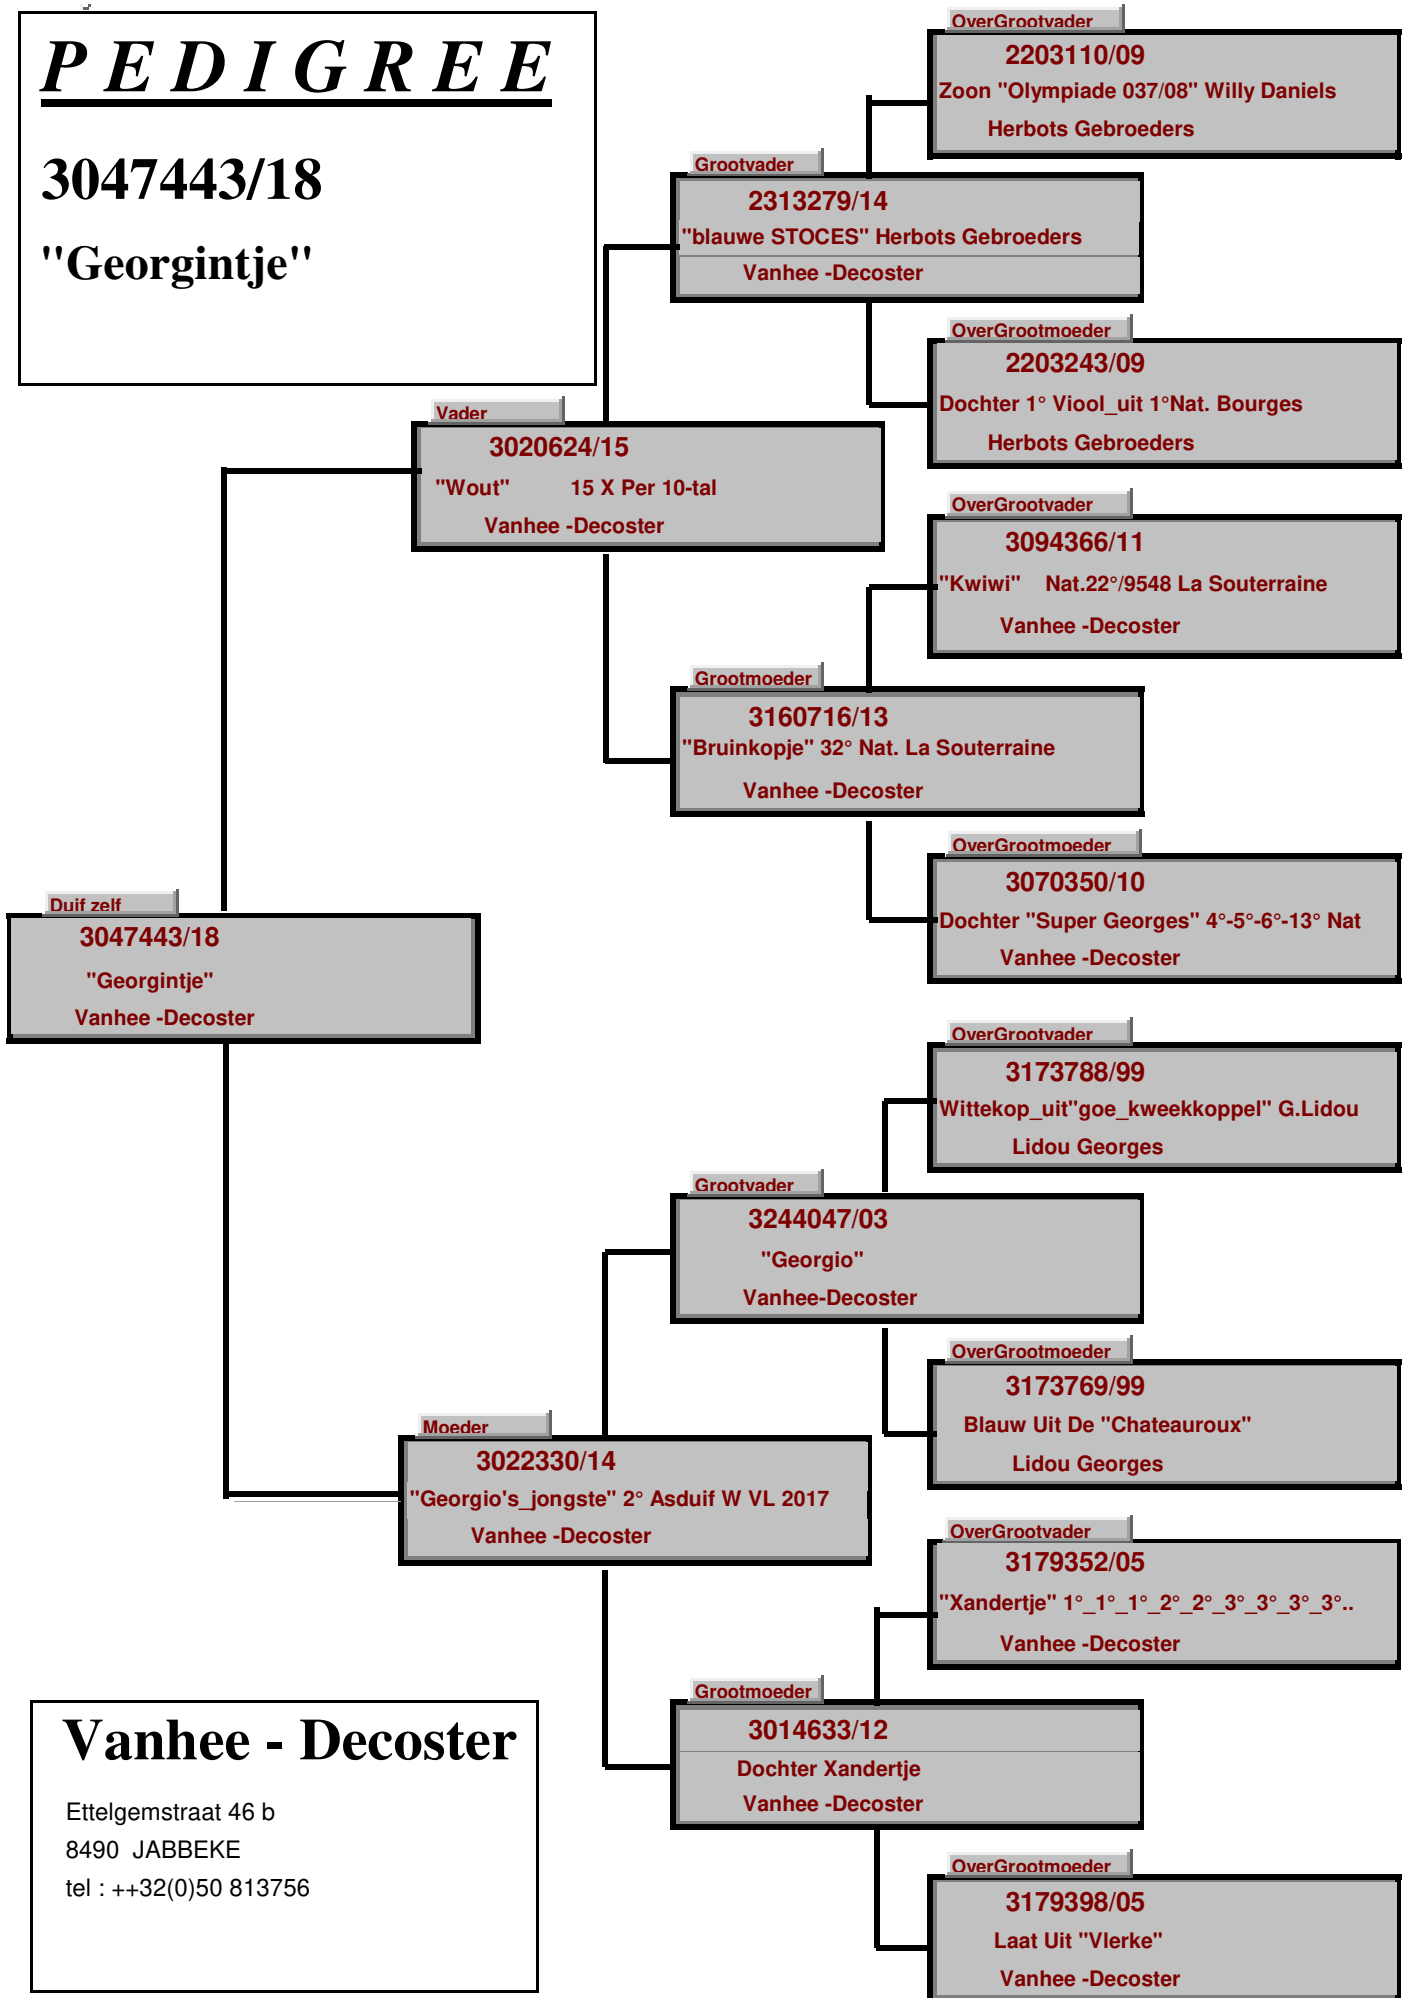 P E D I G R E E
3047443/18
"Georgintje"
OverGrootvader
2203110/09
Zoon "Olympiade 037/08" Willy Daniels
Herbots Gebroeders
Grootvader
2313279/14
"blauwe STOCES" Herbots Gebroeders
Vanhee -Decoster
OverGrootmoeder
2203243/09
Dochter 1° Viool_uit 1°Nat. Bourges
Herbots Gebroeders
Vader
3020624/15
"Wout" 15 X Per 10-tal
Vanhee -Decoster
OverGrootvader
3094366/11
"Kwiwi" Nat.22°/9548 La Souterraine
Vanhee -Decoster
Grootmoeder
3160716/13
"Bruinkopje" 32° Nat. La Souterraine
Vanhee -Decoster
OverGrootmoeder
3070350/10
Dochter "Super Georges" 4°-5°-6°-13° Nat
Vanhee -Decoster
Duif zelf
3047443/18
"Georgintje"
Vanhee -Decoster
OverGrootvader
3173788/99
Wittekop_uit"goe_kweekkoppel" G.Lidou
Lidou Georges
Grootvader
3244047/03
"Georgio"
Vanhee-Decoster
OverGrootmoeder
3173769/99
Blauw Uit De "Chateauroux"
Lidou Georges
Moeder
3022330/14
"Georgio's_jongste" 2° Asduif W VL 2017
Vanhee -Decoster
OverGrootvader
3179352/05
"Xandertje" 1°_1°_1°_2°_2°_3°_3°_3°_3°..
Vanhee -Decoster
Grootmoeder
3014633/12
Dochter Xandertje
Vanhee -Decoster
OverGrootmoeder
3179398/05
Laat Uit "Vlerke"
Vanhee -Decoster
Vanhee - Decoster
Ettelgemstraat 46 b
8490 JABBEKE
tel : ++32(0)50 813756